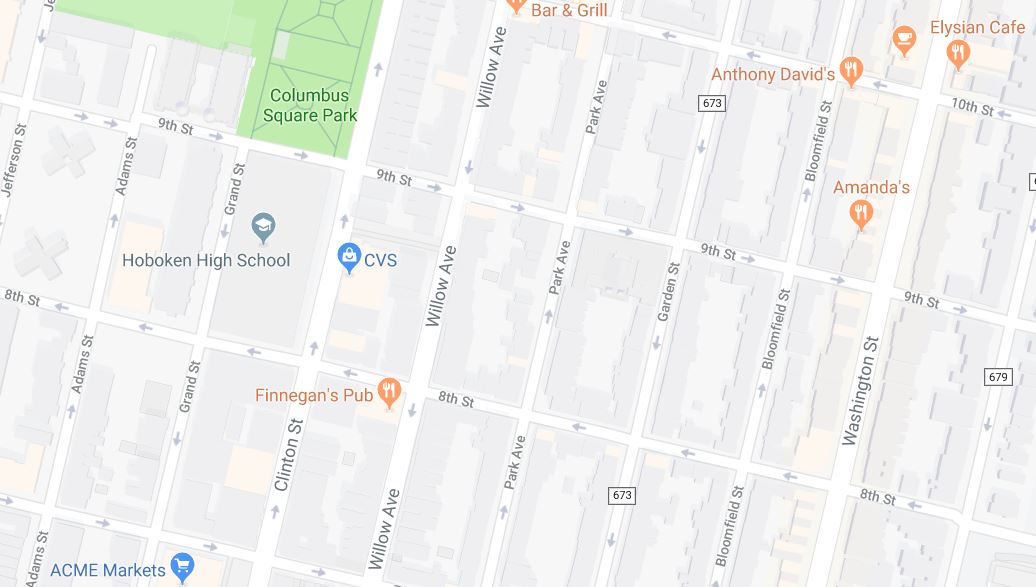 Bar & Grill
Elysian Cafe
Willow Ave
Anthony David's
673
10th St
Columbus
Square Park
Park Ave
9th St
Jefferson St
Adams St
Grand St
Bloomfield St
9th St
Amanda's
Hoboken High School
CVS
Willow Ave
Park Ave
Garden St
9th St
Bloomfield St
9th St
8th St
Adams St
Grand St
Finnegan's Pub
8th St
Washington St
679
Clinton St
Park Ave
673
Bloomfield St
8th St
Willow Ave
Adams St
ACME Markets